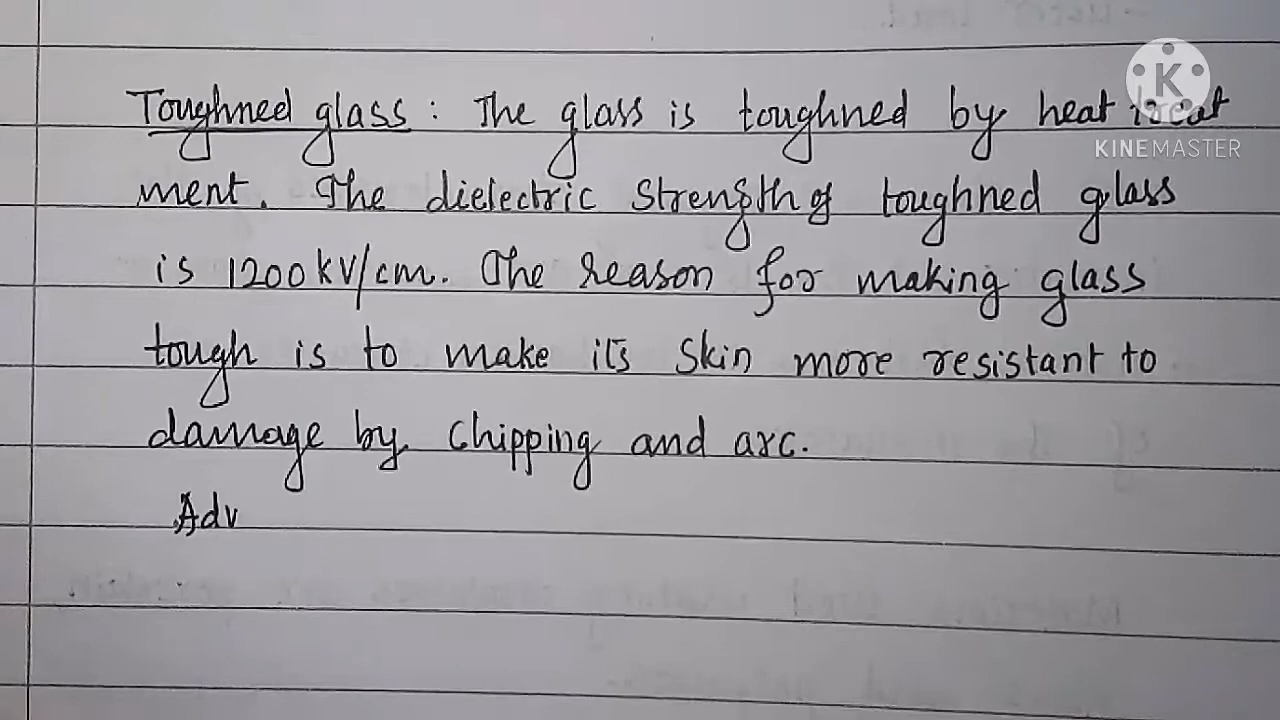 Toughned glass : The glass is toughned by heat treat
ment. The dielectric strength of toughned glass
is 1200kV/cm. The reason for making glass
tough is to make it's skin more resistant to
damage by chipping and arc.
Adv
K
KINEMASTER